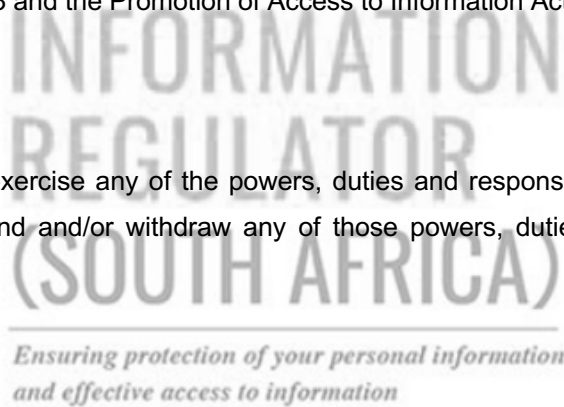 and the Promotion of Access to Information Act
INFORMATION
REGULATOR
exercise any of the powers, duties and respons
nd and/or withdraw any of those powers, dutie
(SOUTH AFRICA)
Ensuring protection of your personal information
and effective access to information